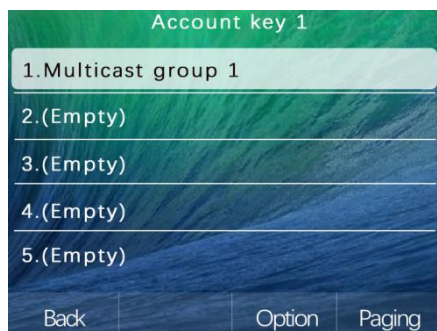 Account key 1
1.Multicast group 1
2.(Empty)
3.(Empty)
4.(Empty)
5.(Empty)
Back Option Paging